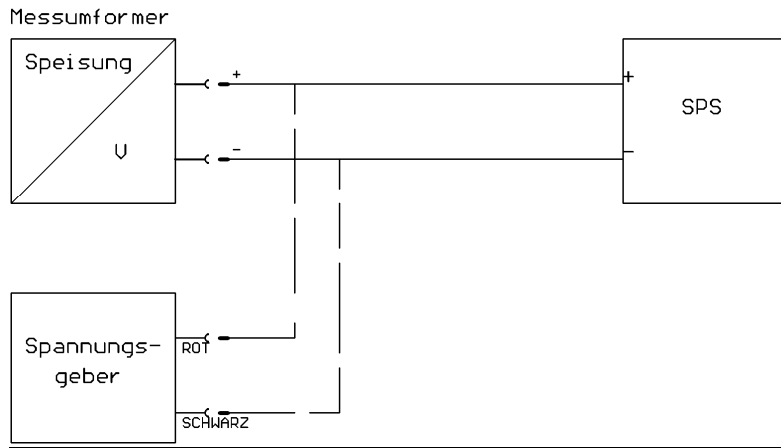 Messumformer
Speisung
U
+
-
+
-
SPS
Spannungs-
geber
ROT
SCHWARZ